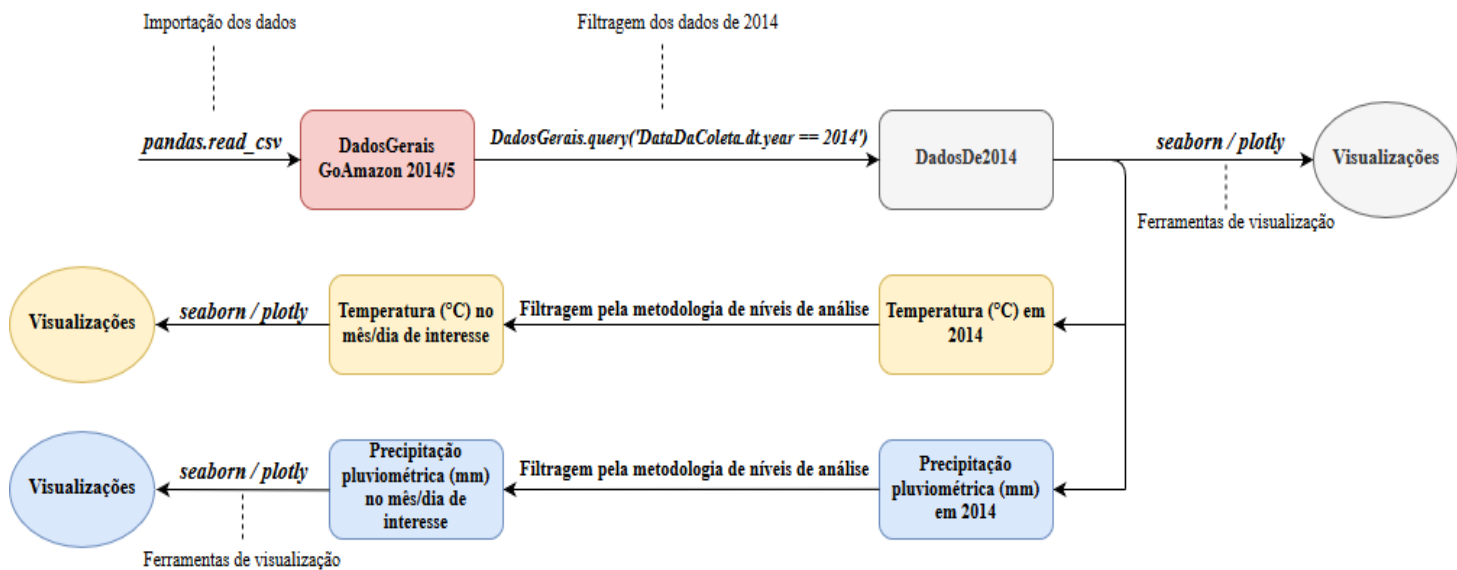 Importação dos dados
Filtragem dos dados de 2014
pandas.read_csv
DadosGerais
GoAmazon 2014/5
DadosGerais.query('DataDaColeta.dt.year == 2014')
DadosDe2014
seaborn / plotly
Visualizações
Ferramentas de visualização
Visualizações
seaborn / plotly
Temperatura (°C) no
mês/dia de interesse
Filtragem pela metodologia de níveis de análise
Temperatura (°C) em
2014
Visualizações
seaborn / plotly
Precipitação
pluviométrica (mm)
no mês/dia de
interesse
Filtragem pela metodologia de níveis de análise
Precipitação
pluviométrica (mm)
em 2014
Ferramentas de visualização